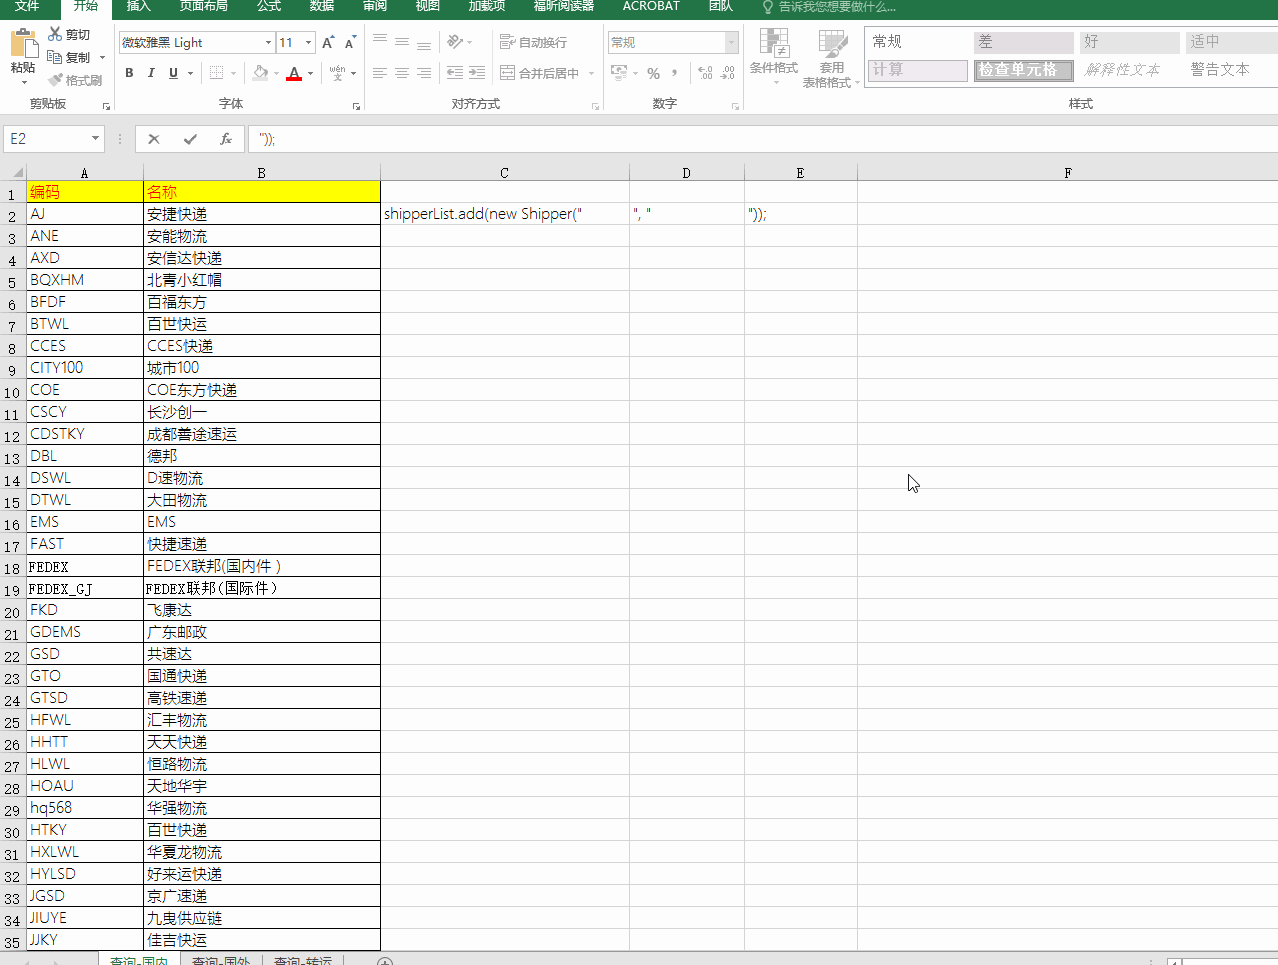 文件 开始 插入 页面布局 公式 数据 审阅 视图 加载项 福昕阅读器 ACROBAT 团队 告诉我您想要做什么...
粘贴 剪切 复制 格式刷
微软雅黑 Light 11 A A
B I U A wén
自动换行
合并后居中
常规
% , .00 .00
条件格式 套用表格格式
常规 差 好 适中
计算 检查单元格 解释性文本 警告文本
剪贴板 字体 对齐方式 数字 样式
E2 fx "));
A B C D E F
1 编码 名称
2 AJ 安捷快递 shipperList.add(new Shipper(" ", " "));
3 ANE 安能物流
4 AXD 安信达快递
5 BQXHM 北青小红帽
6 BFDF 百福东方
7 BTWL 百世快运
8 CCES CCES快递
9 CITY100 城市100
10 COE COE东方快递
11 CSCY 长沙创一
12 CDSTKY 成都善途速运
13 DBL 德邦
14 DSWL D速物流
15 DTWL 大田物流
16 EMS EMS
17 FAST 快捷速递
18 FEDEX FEDEX联邦(国内件）
19 FEDEX_GJ FEDEX联邦(国际件）
20 FKD 飞康达
21 GDEMS 广东邮政
22 GSD 共速达
23 GTO 国通快递
24 GTSD 高铁速递
25 HFWL 汇丰物流
26 HHTT 天天快递
27 HLWL 恒路物流
28 HOAU 天地华宇
29 hq568 华强物流
30 HTKY 百世快递
31 HXLWL 华夏龙物流
32 HYLSD 好来运快递
33 JGSD 京广速递
34 JIUYE 九曳供应链
35 JJKY 佳吉快运
查询-国内 查询-国外 查询-转运